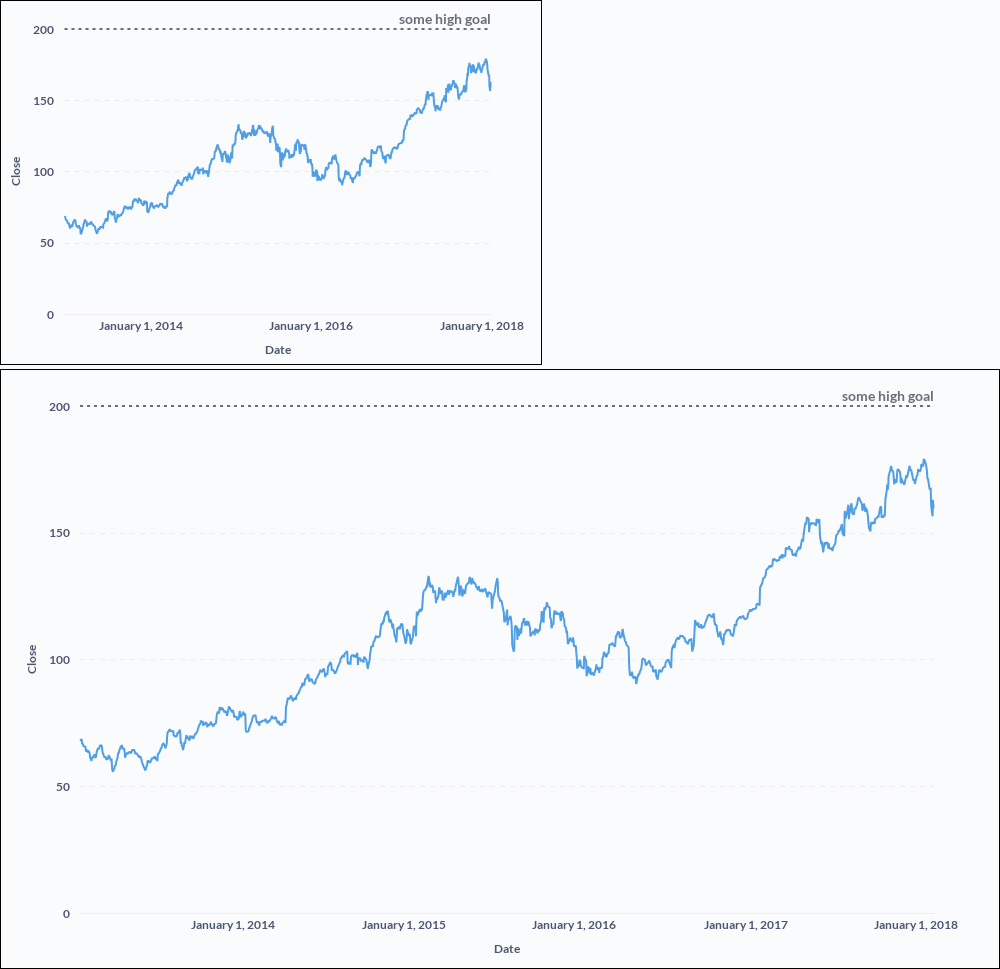 some high goal
200
150
100
50
0
Close
January 1, 2014 January 1, 2016 January 1, 2018
Date
some high goal
200
150
100
50
0
Close
January 1, 2014 January 1, 2015 January 1, 2016 January 1, 2017 January 1, 2018
Date